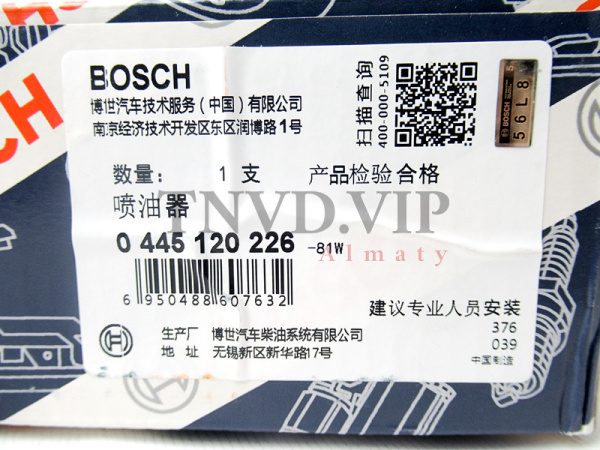 BOSCH
博世汽车技术服务（中国）有限公司
南京经济技术开发区东区润博路1号
扫描查询
400-000-5109
BOSCH
5
56L8
数量： 1 支 产品检验合格
喷油器
TNVD.VIP
0 445 120 226 -81W
Almaty
6 950488 607632
建议专业人员安装
376
039
中国制造
生产厂 博世汽车柴油系统有限公司
地 址 无锡新区新华路17号
CH